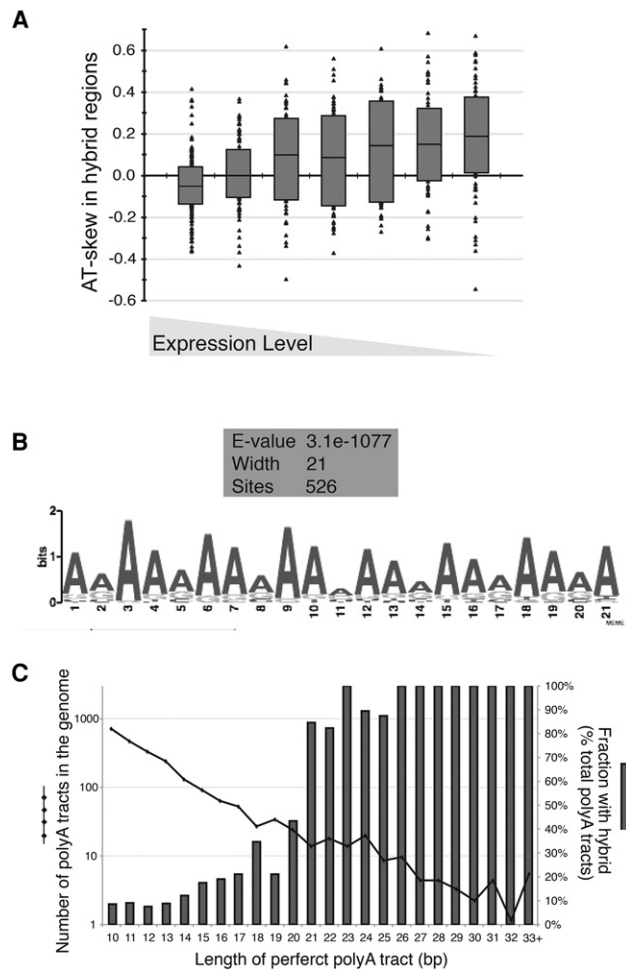 A
AT-skew in hybrid regions
0.6
0.4
0.2
0.0
-0.2
-0.4
-0.6
Expression Level
B
E-value 3.1e-1077
Width 21
Sites 526
bits
2
1
0
1 2 3 4 5 6 7 8 9 10 11 12 13 14 15 16 17 18 19 20 21
MEME
C
Number of polyA tracts in the genome
1000
100
10
1
100%
90%
80%
70%
60%
50%
40%
30%
20%
10%
0%
Fraction with hybrid
(% total polyA tracts)
10 11 12 13 14 15 16 17 18 19 20 21 22 23 24 25 26 27 28 29 30 31 32 33+
Length of perferct polyA tract (bp)